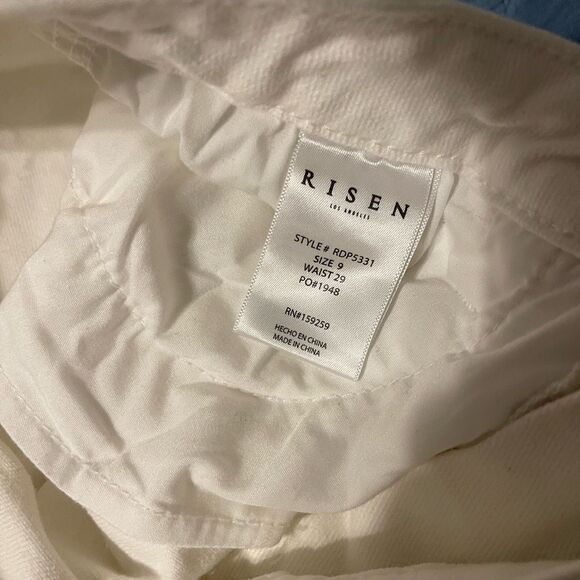 RISEN
LOS ANGELES
STYLE# RDP5331
SIZE 9
WAIST 29
PO#1948
RN#159259
HECHO EN CHINA
MADE IN CHINA